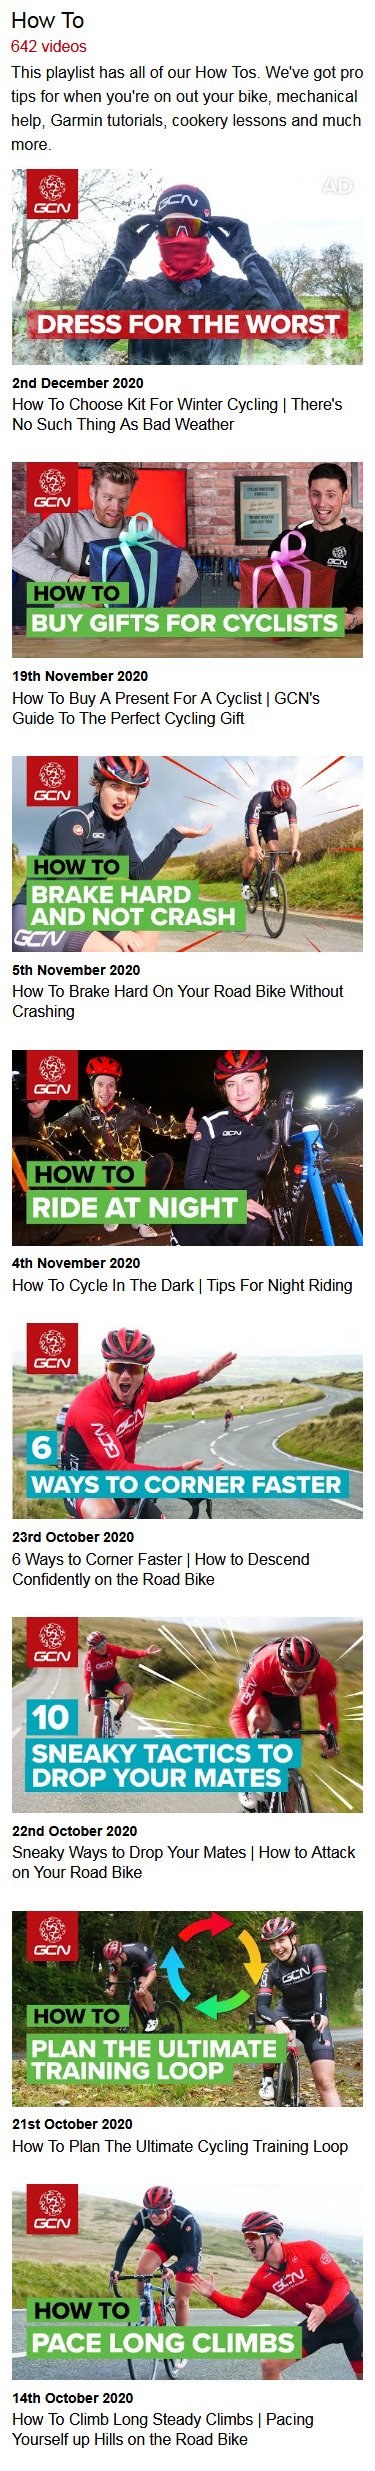 How To
642 videos
This playlist has all of our How Tos. We've got pro
tips for when you're on out your bike, mechanical
help, Garmin tutorials, cookery lessons and much
more.
GCN
AD
GCN
DRESS FOR THE WORST
2nd December 2020
How To Choose Kit For Winter Cycling | There's
No Such Thing As Bad Weather
GCN
GCN
HOW TO
BUY GIFTS FOR CYCLISTS
19th November 2020
How To Buy A Present For A Cyclist | GCN's
Guide To The Perfect Cycling Gift
GCN
HOW TO
BRAKE HARD
AND NOT CRASH
GCN
5th November 2020
How To Brake Hard On Your Road Bike Without
Crashing
GCN
GCN
HOW TO
RIDE AT NIGHT
4th November 2020
How To Cycle In The Dark | Tips For Night Riding
GCN
GCN
GCN
6
WAYS TO CORNER FASTER
23rd October 2020
6 Ways to Corner Faster | How to Descend
Confidently on the Road Bike
GCN
10
SNEAKY TACTICS TO
DROP YOUR MATES
22nd October 2020
Sneaky Ways to Drop Your Mates | How to Attack
on Your Road Bike
GCN
GCN
HOW TO
PLAN THE ULTIMATE
TRAINING LOOP
21st October 2020
How To Plan The Ultimate Cycling Training Loop
GCN
GCN
HOW TO
PACE LONG CLIMBS
14th October 2020
How To Climb Long Steady Climbs | Pacing
Yourself up Hills on the Road Bike